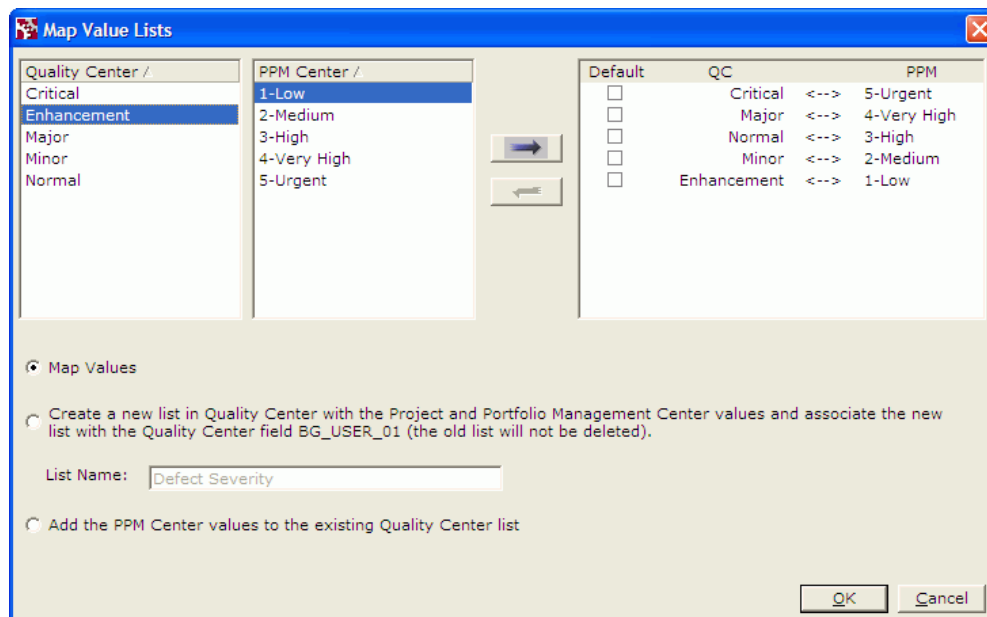 Map Value Lists
Quality Center /
Critical
Enhancement
Major
Minor
Normal
PPM Center /
1-Low
2-Medium
3-High
4-Very High
5-Urgent
Default QC PPM
Critical <--> 5-Urgent
Major <--> 4-Very High
Normal <--> 3-High
Minor <--> 2-Medium
Enhancement <--> 1-Low
Map Values
Create a new list in Quality Center with the Project and Portfolio Management Center values and associate the new
list with the Quality Center field BG_USER_01 (the old list will not be deleted).
List Name: Defect Severity
Add the PPM Center values to the existing Quality Center list
OK Cancel